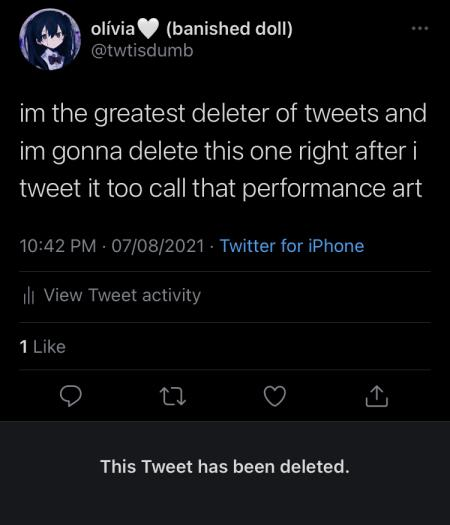 olívia🤍 (banished doll)
@twtisdumb
im the greatest deleter of tweets and
im gonna delete this one right after i
tweet it too call that performance art
10:42 PM · 07/08/2021 · Twitter for iPhone
View Tweet activity
1 Like
This Tweet has been deleted.